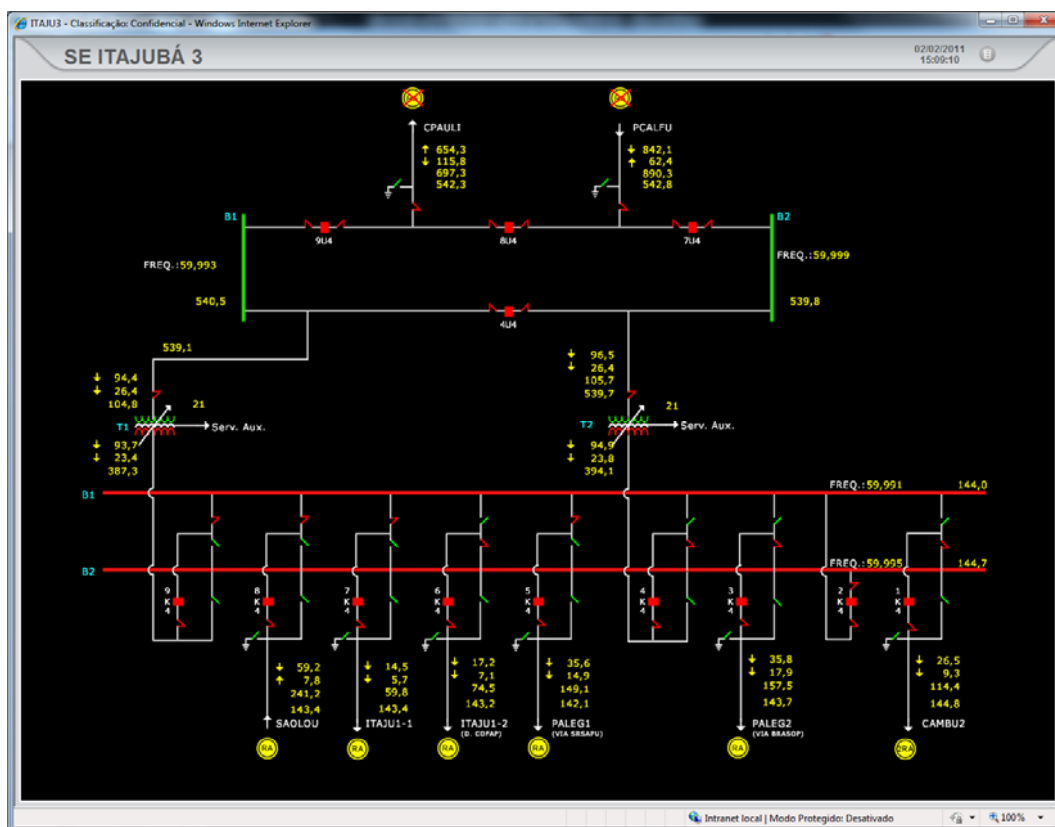 ITAJU3 - Classificação: Confidencial - Windows Internet Explorer
SE ITAJUBÁ 3
02/02/2011
15:09:10
CPAULI
654,3
115,8
697,3
542,3
PCALFU
842,1
62,4
890,3
542,8
B1
B2
9U4
8U4
7U4
FREQ.:59,993
FREQ.:59,999
540,5
539,8
4U4
539,1
94,4
26,4
104,8
21
T1
Serv. Aux.
93,7
23,4
387,3
96,5
26,4
105,7
539,7
21
T2
Serv. Aux.
94,9
23,8
394,1
B1
FREQ.:59,991
144,0
B2
FREQ.:59,995
144,7
9
K
4
8
K
4
7
K
4
6
K
4
5
K
4
4
K
4
3
K
4
2
K
4
1
K
4
59,2
7,8
241,2
143,4
SAOLOU
14,5
5,7
59,8
143,4
ITAJU1-1
17,2
7,1
74,5
143,2
ITAJU1-2
(D. COFAP)
35,6
14,9
149,1
142,1
PALEG1
(VIA SRSAPU)
35,8
17,9
157,5
143,7
PALEG2
(VIA BRASOP)
26,5
9,3
114,4
144,8
CAMBU2
RA
RA
RA
RA
RA
2RA
Intranet local | Modo Protegido: Desativado
100%